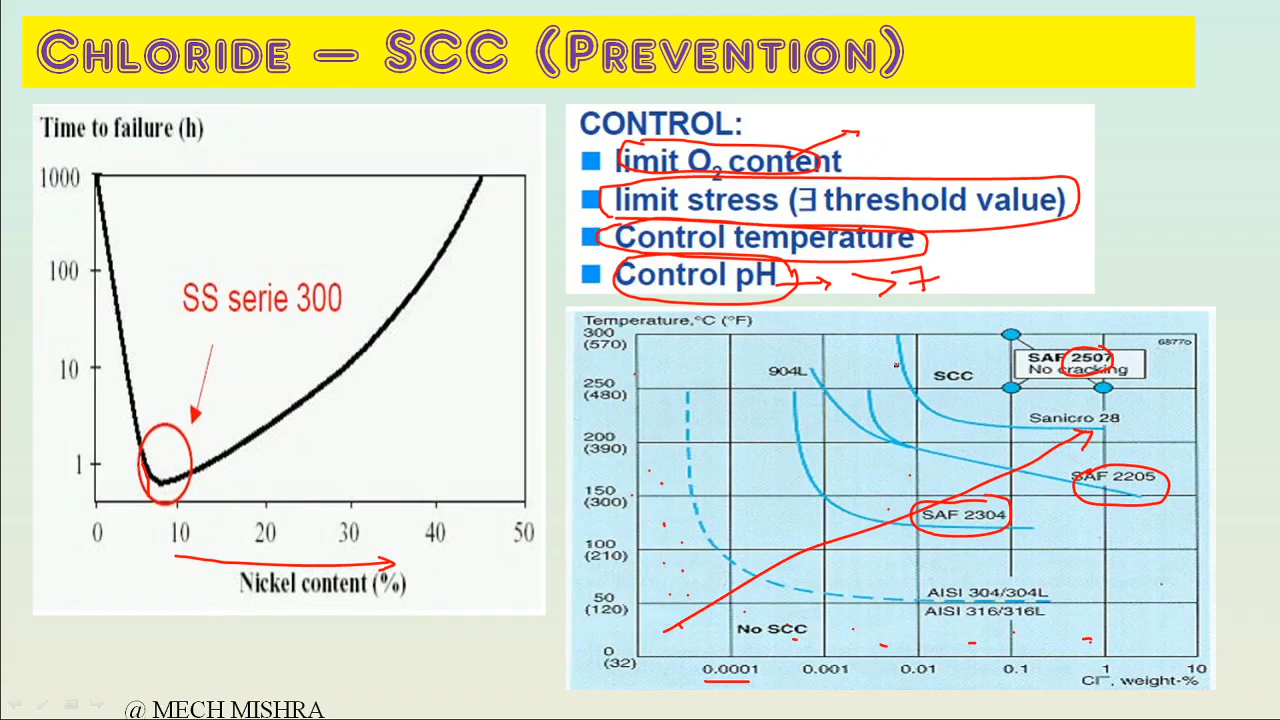 CHLORIDE – SCC (PREVENTION)
Time to failure (h)
1000
100
10
1
SS serie 300
0 10 20 30 40 50
Nickel content (%)
CONTROL:
limit O2 content
limit stress (∃ threshold value)
Control temperature
Control pH → >7
Temperature,°C (°F)
300
(570)
250
(480)
200
(390)
150
(300)
100
(210)
50
(120)
0
(32)
6877b
SAF 2507
No cracking
904L
SCC
Sanicro 28
SAF 2205
SAF 2304
AISI 304/304L
AISI 316/316L
No SCC
0.0001 0.001 0.01 0.1 1 10
Cl⁻, weight-%
@ MECH MISHRA